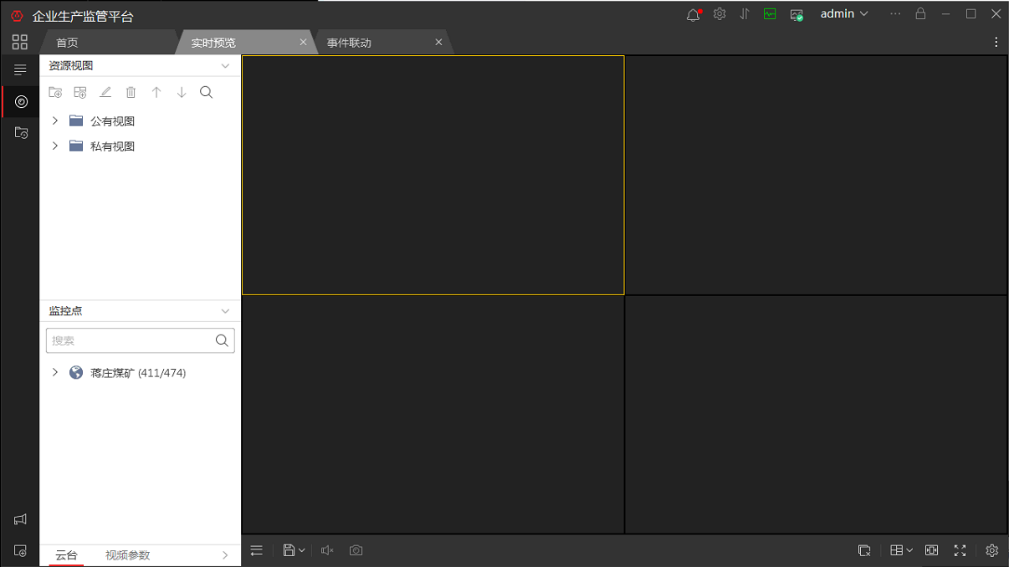 企业生产监管平台
admin
首页
实时预览
事件联动
资源视图
公有视图
私有视图
监控点
搜索
蒋庄煤矿 (411/474)
云台
视频参数